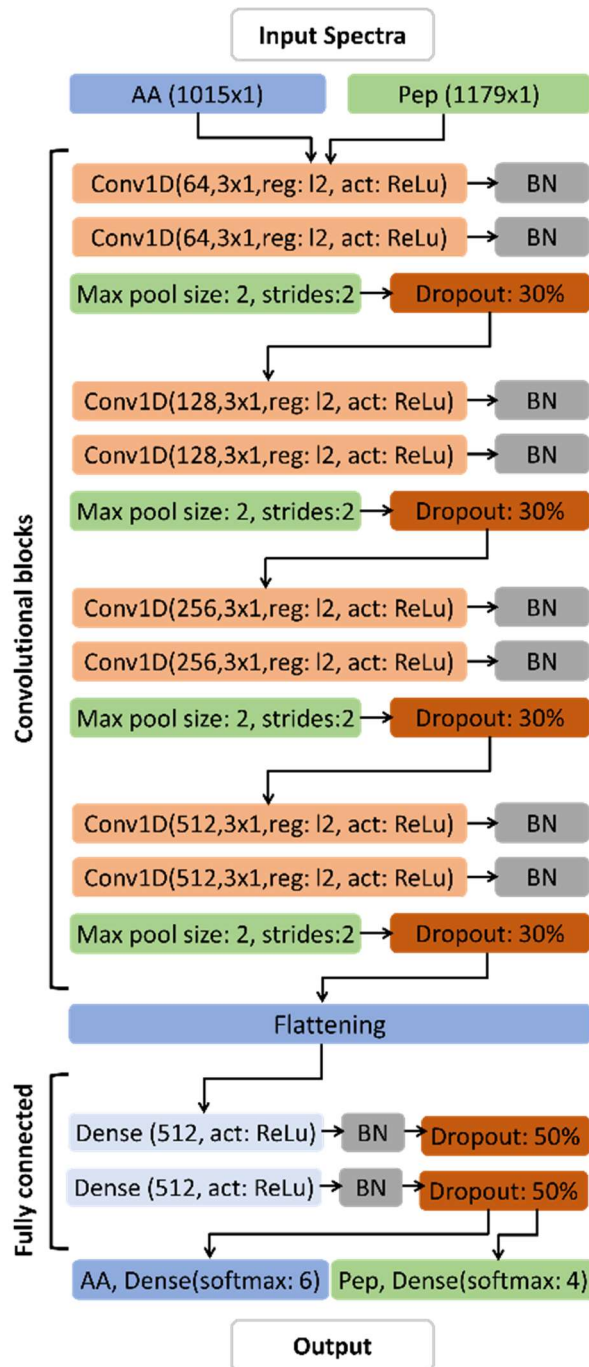 Input Spectra
AA (1015x1)
Pep (1179x1)
Convolutional blocks
Conv1D(64,3x1,reg: l2, act: ReLu)
BN
Conv1D(64,3x1,reg: l2, act: ReLu)
BN
Max pool size: 2, strides:2
Dropout: 30%
Conv1D(128,3x1,reg: l2, act: ReLu)
BN
Conv1D(128,3x1,reg: l2, act: ReLu)
BN
Max pool size: 2, strides:2
Dropout: 30%
Conv1D(256,3x1,reg: l2, act: ReLu)
BN
Conv1D(256,3x1,reg: l2, act: ReLu)
BN
Max pool size: 2, strides:2
Dropout: 30%
Conv1D(512,3x1,reg: l2, act: ReLu)
BN
Conv1D(512,3x1,reg: l2, act: ReLu)
BN
Max pool size: 2, strides:2
Dropout: 30%
Flattening
Fully connected
Dense (512, act: ReLu)
BN
Dropout: 50%
Dense (512, act: ReLu)
BN
Dropout: 50%
AA, Dense(softmax: 6)
Pep, Dense(softmax: 4)
Output